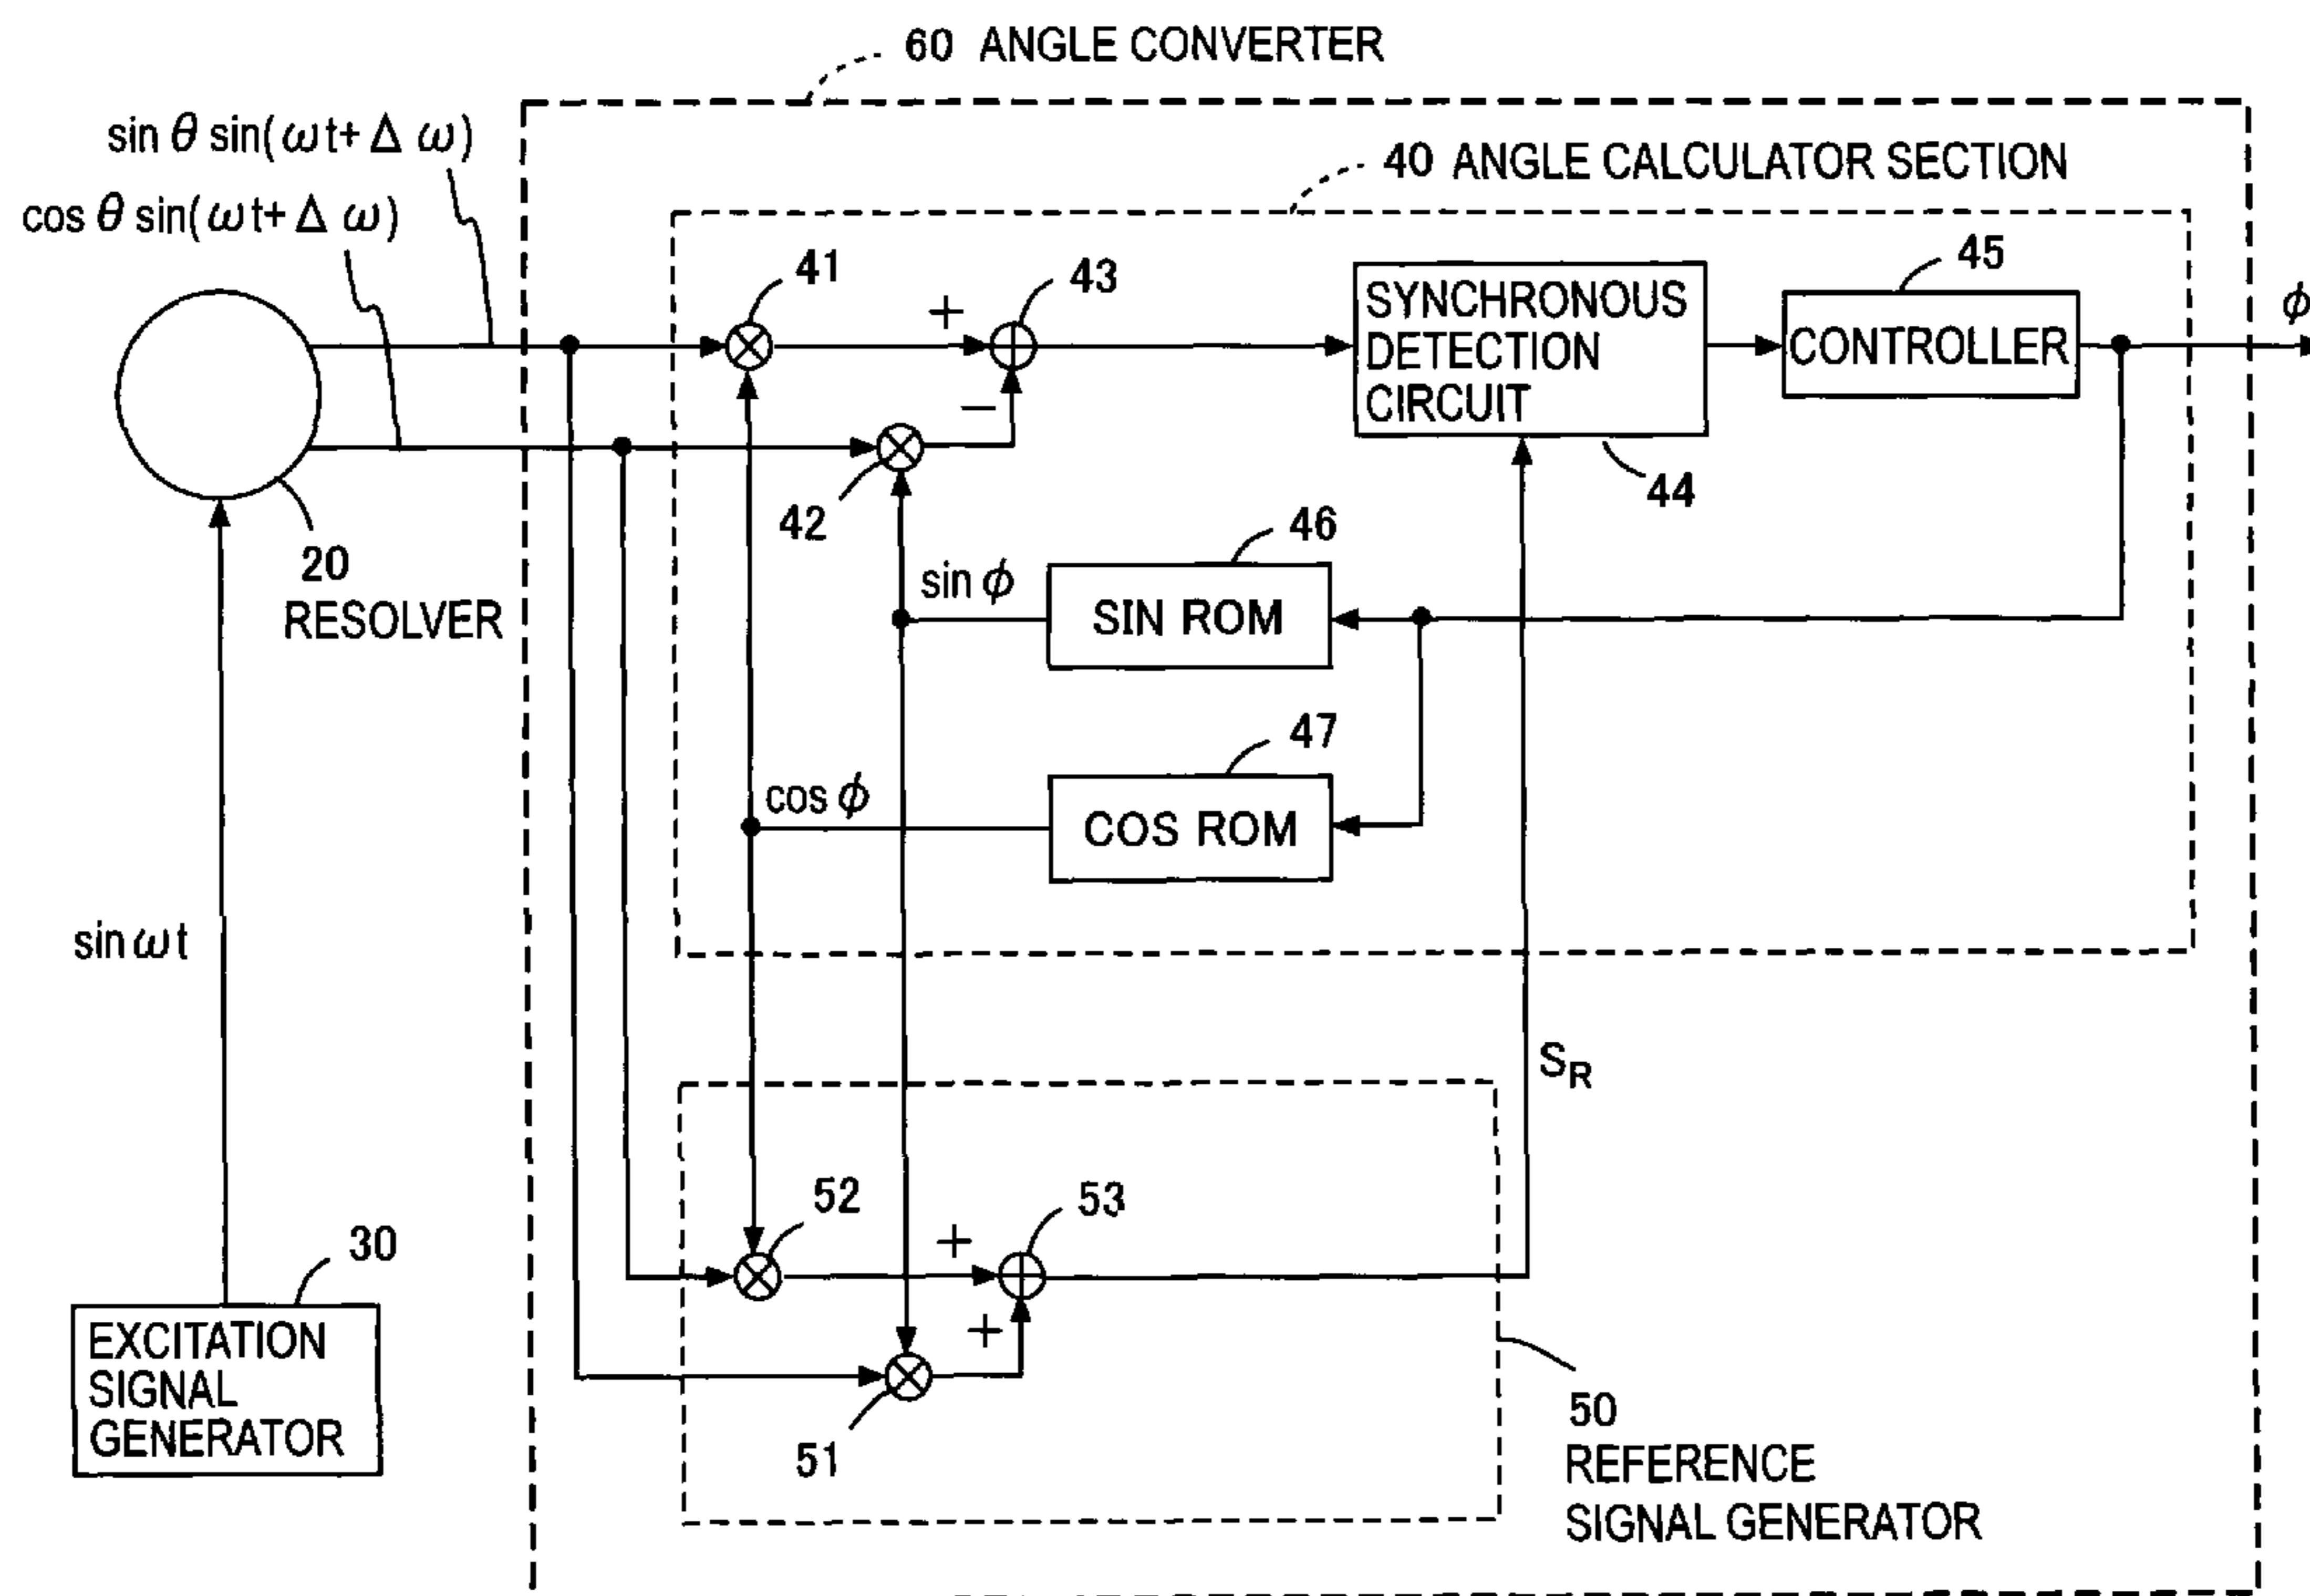 60 ANGLE CONVERTER
sin θ sin(ωt+Δω)
40 ANGLE CALCULATOR SECTION
cos θ sin(ωt+Δω)
41
+
43
SYNCHRONOUS
DETECTION
CIRCUIT
45
CONTROLLER
ϕ
−
42
44
20
RESOLVER
46
sin ϕ
SIN ROM
47
cos ϕ
COS ROM
sin ωt
SR
52
+
53
30
EXCITATION
SIGNAL
GENERATOR
+
51
50
REFERENCE
SIGNAL GENERATOR